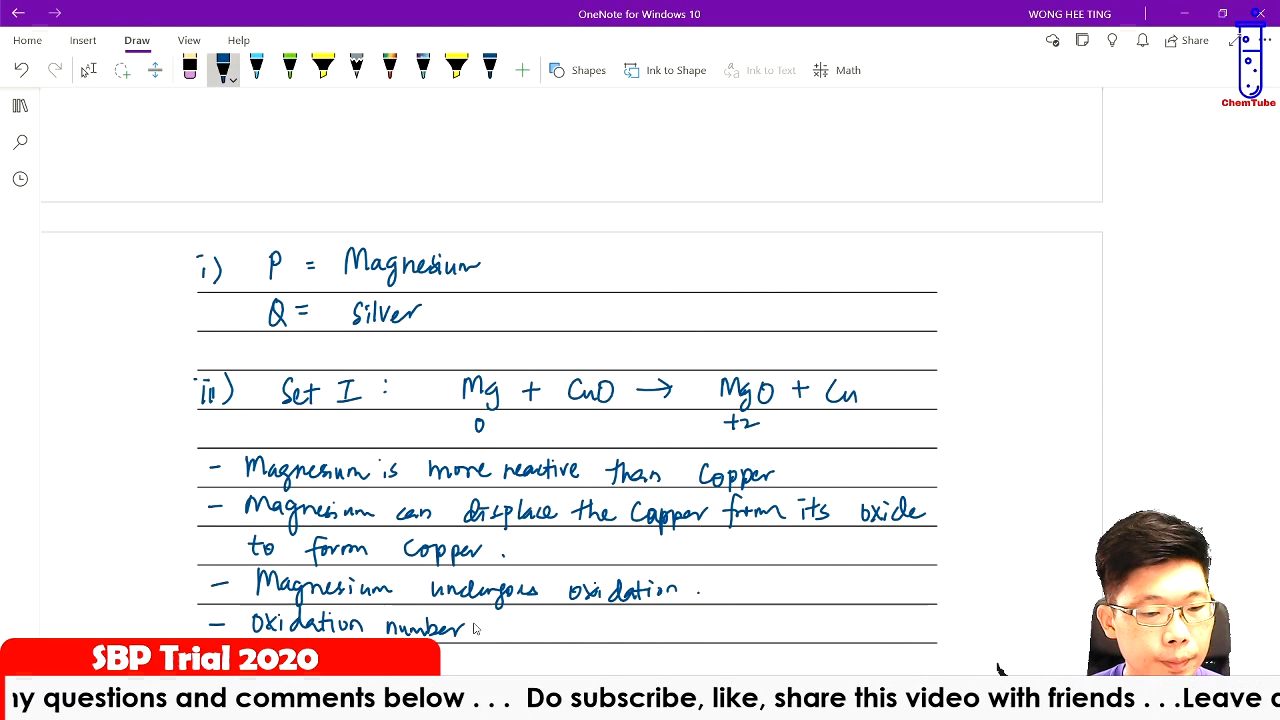 OneNote for Windows 10
WONG HEE TING
Home Insert Draw View Help
Share
Shapes
Ink to Shape
Ink to Text
Math
ChemTube
i) P = Magnesium
Q = Silver
ii) Set I : Mg + CuO → MgO + Cu
0 +2
- Magnesium is more reactive than Copper
- Magnesium can displace the Copper from its oxide
to form copper .
- Magnesium undergoes oxidation .
- Oxidation number
SBP Trial 2020
ny questions and comments below . . . Do subscribe, like, share this video with friends . . .Leave